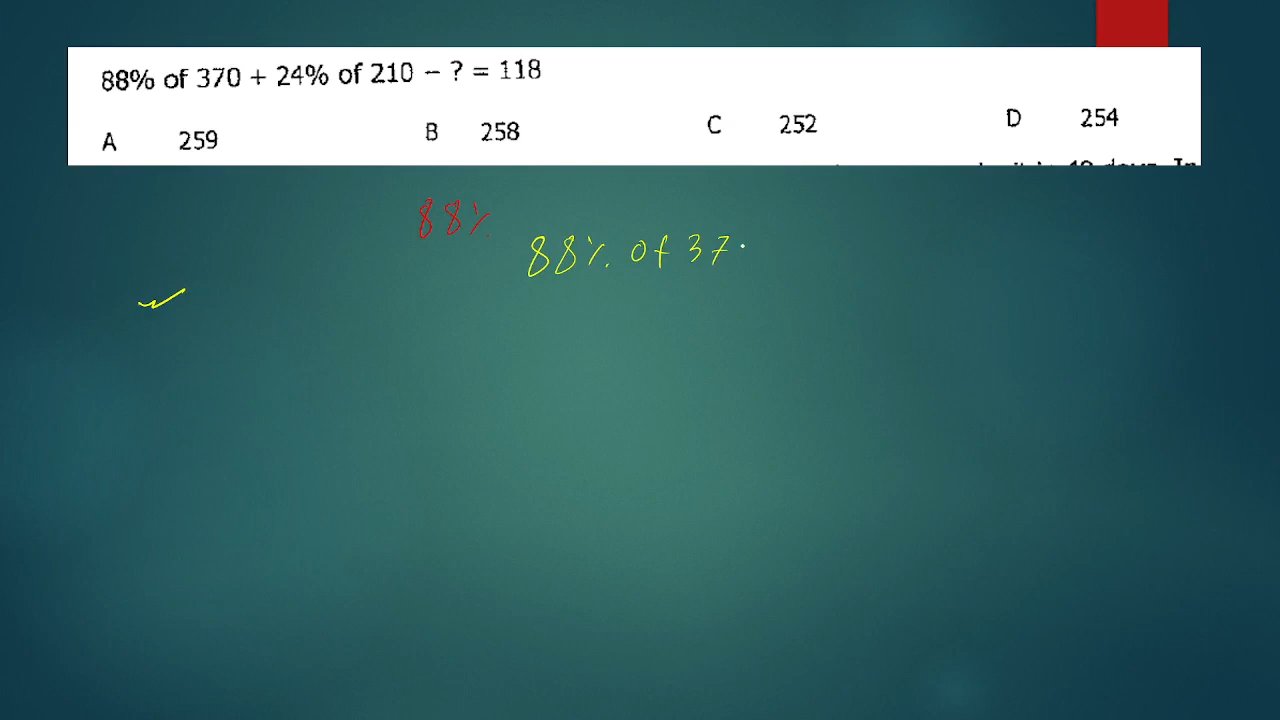 88% of 370 + 24% of 210 – ? = 118
A 259 B 258 C 252 D 254
88%
88% of 37